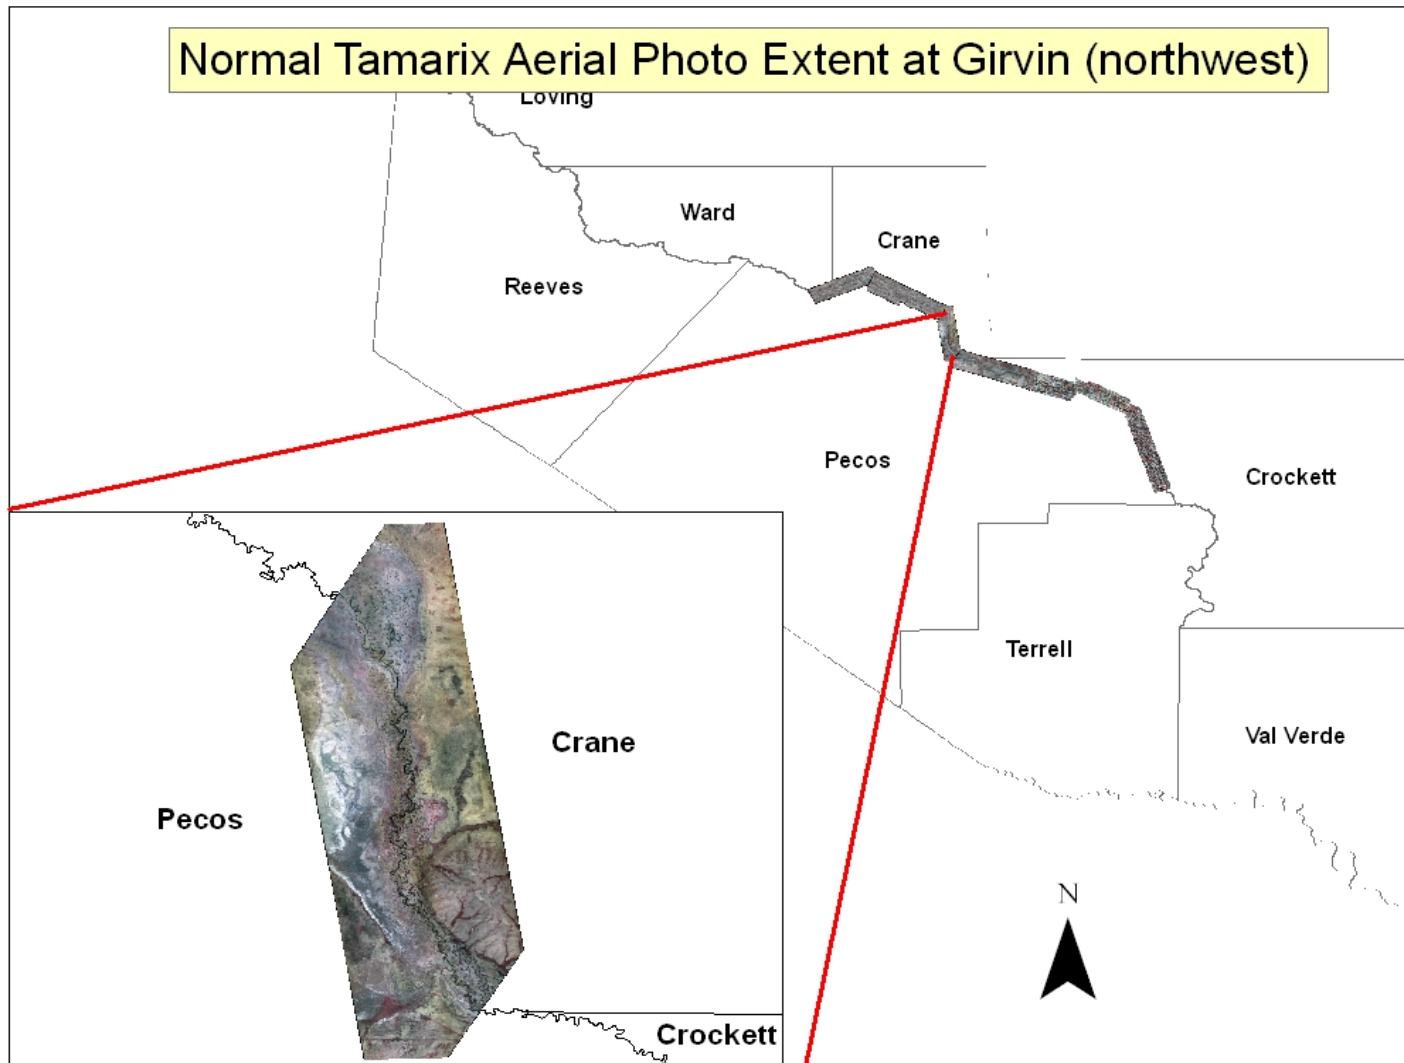 Normal Tamarix Aerial Photo Extent at Girvin (northwest)
Loving
Ward
Crane
Reeves
Pecos
Crockett
Terrell
Val Verde
N
Crane
Pecos
Crockett